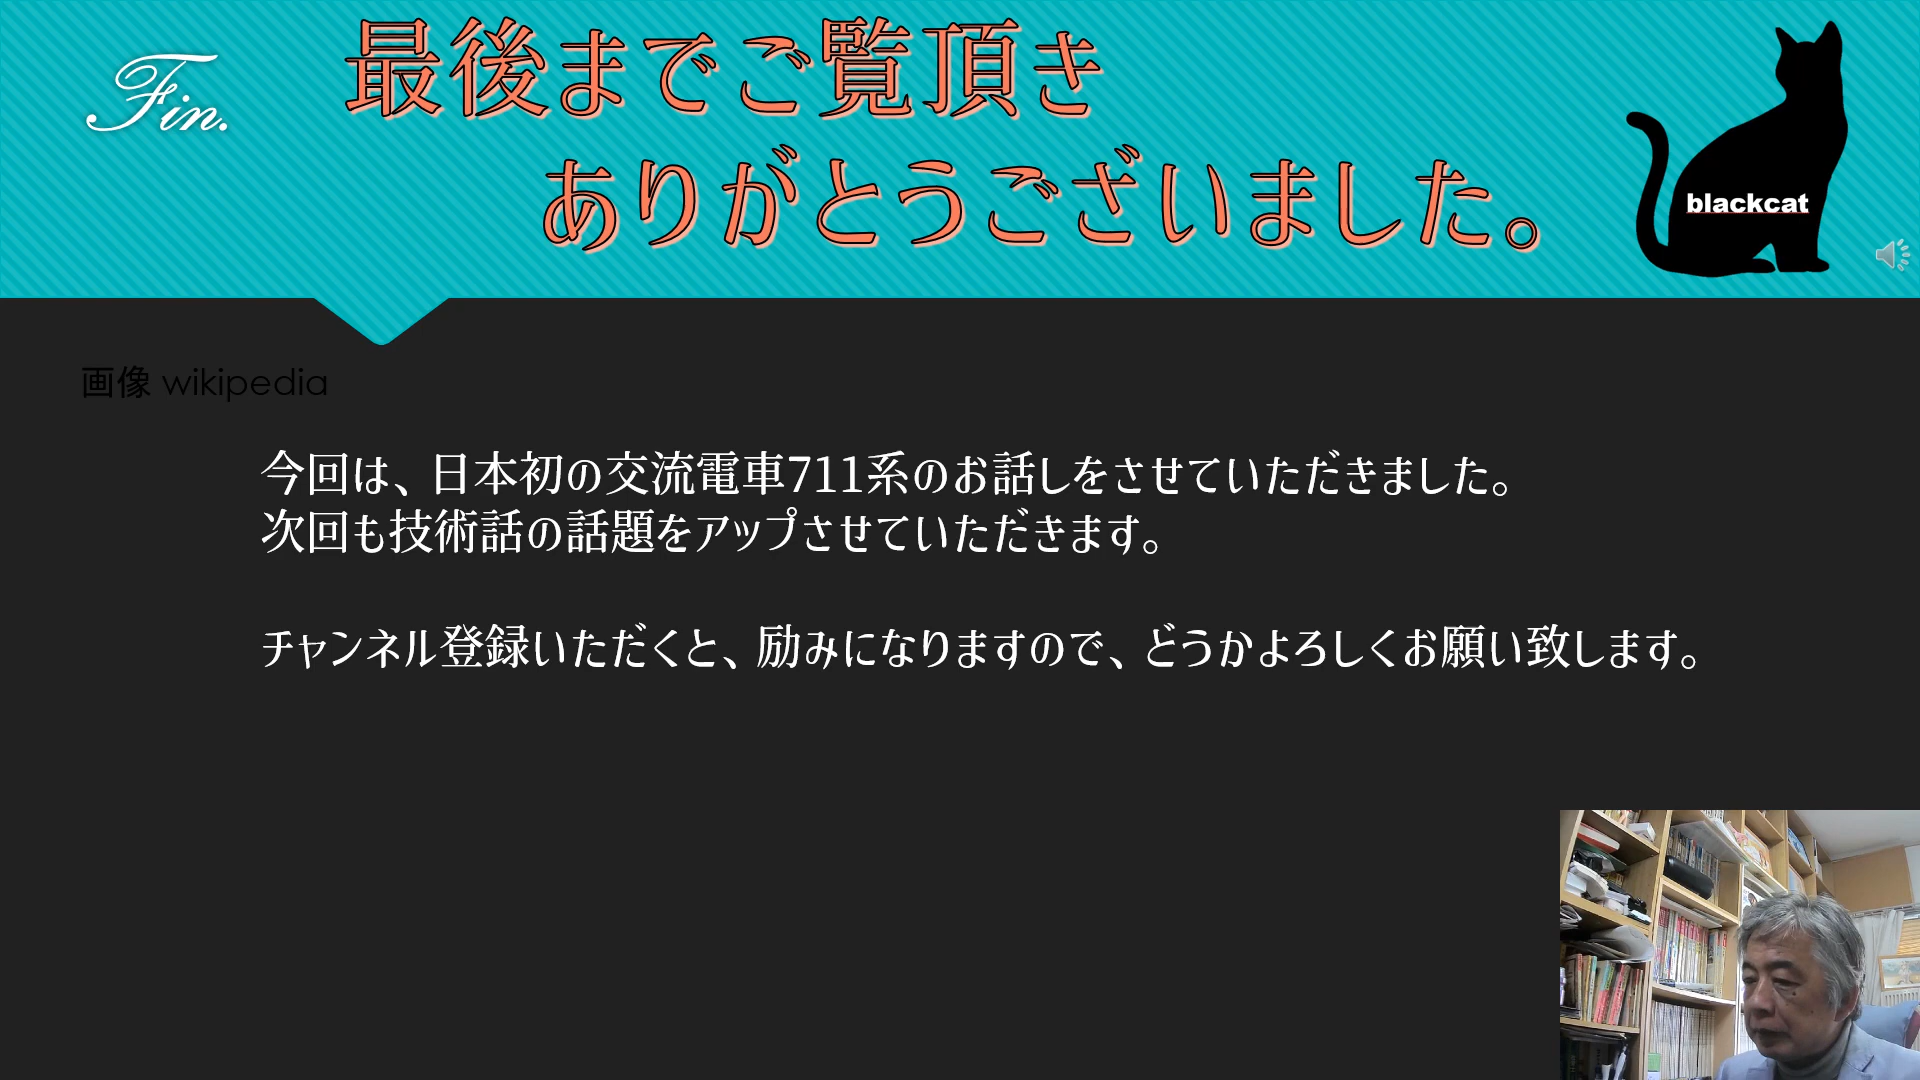 Fin.
最後までご覧頂き
ありがとうございました。
blackcat
画像 wikipedia
今回は、日本初の交流電車711系のお話しをさせていただきました。
次回も技術話の話題をアップさせていただきます。
チャンネル登録いただくと、励みになりますので、どうかよろしくお願い致します。